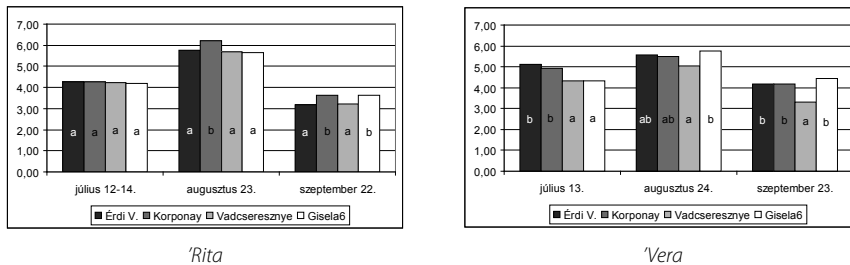 7,00
6,00
5,00
4,00
3,00
2,00
1,00
0,00
a a a a
a b a a
a b a b
július 12-14. augusztus 23. szeptember 22.
Érdi V. Korponay Vadcseresznye Gisela6
'Rita
7,00
6,00
5,00
4,00
3,00
2,00
1,00
0,00
b b a a
ab ab a b
b b a b
július 13. augusztus 24. szeptember 23.
Érdi V. Korponay Vadcseresznye Gisela6
'Vera